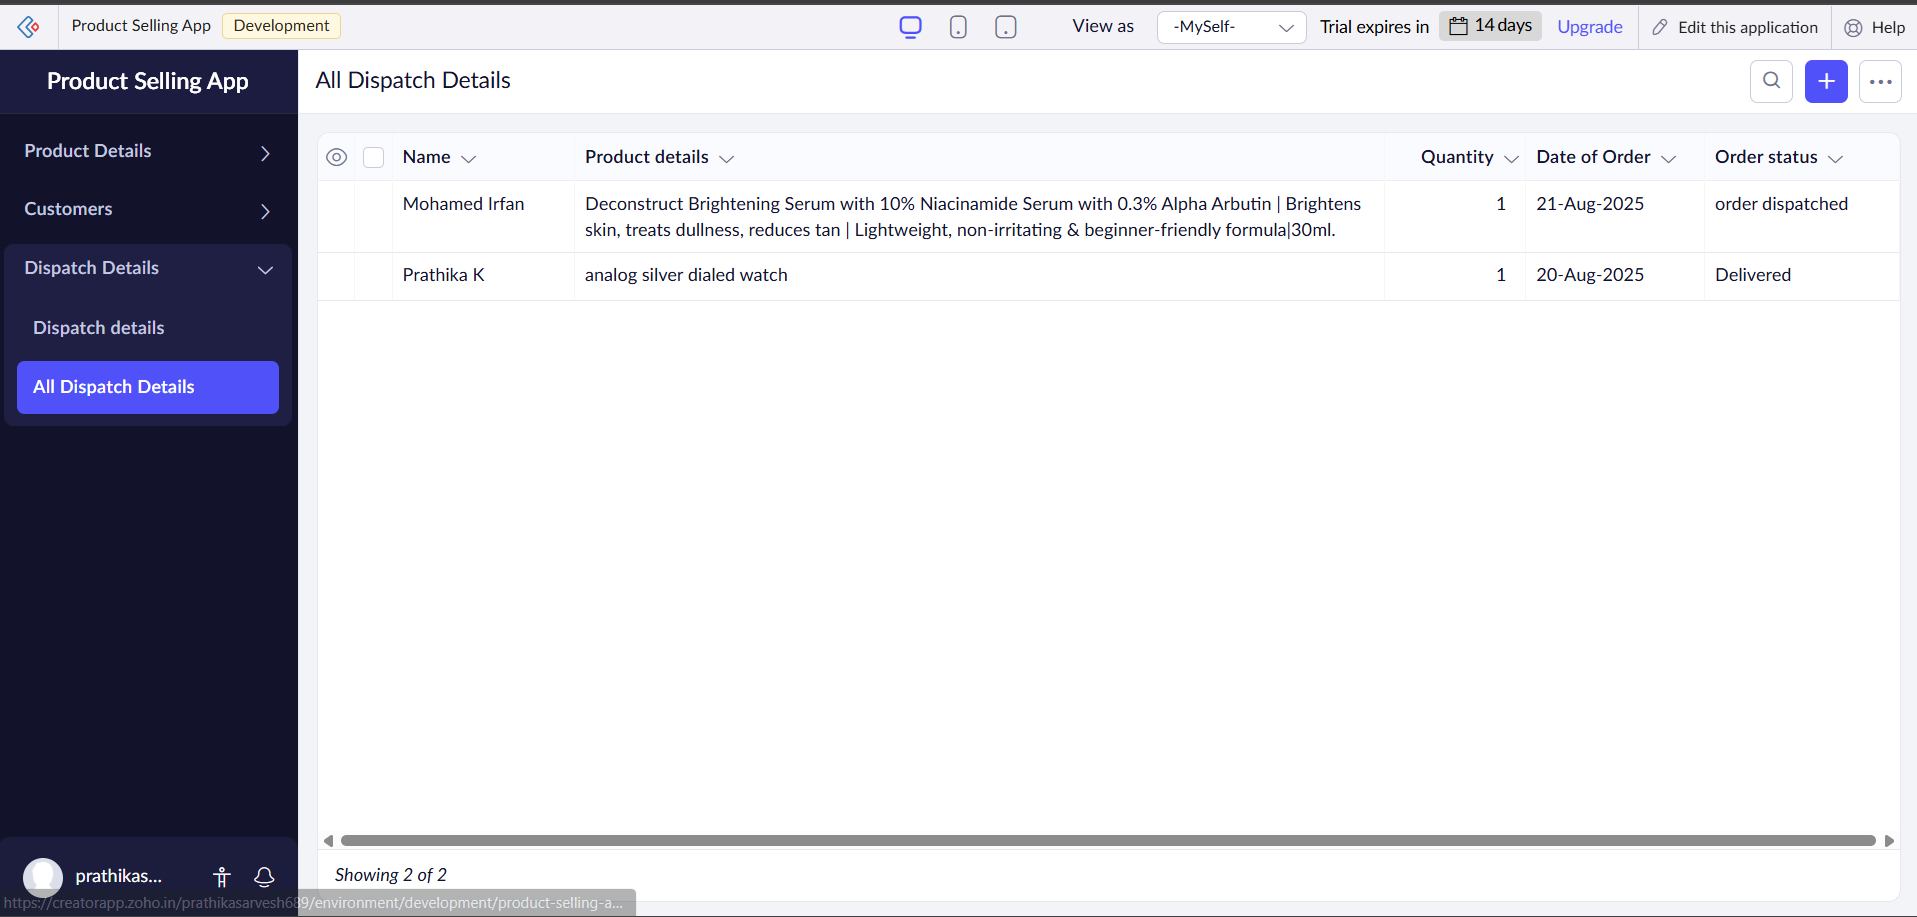 Product Selling App Development View as -MySelf- Trial expires in 14 days Upgrade Edit this application Help
Product Selling App
All Dispatch Details
Product Details
Customers
Dispatch Details
Dispatch details
All Dispatch Details
Name Product details Quantity Date of Order Order status
Mohamed Irfan Deconstruct Brightening Serum with 10% Niacinamide Serum with 0.3% Alpha Arbutin | Brightens 1 21-Aug-2025 order dispatched
skin, treats dullness, reduces tan | Lightweight, non-irritating & beginner-friendly formula|30ml.
Prathika K analog silver dialed watch 1 20-Aug-2025 Delivered
Showing 2 of 2
prathikas...
https://creatorapp.zoho.in/prathikasarvesh689/environment/development/product-selling-a...